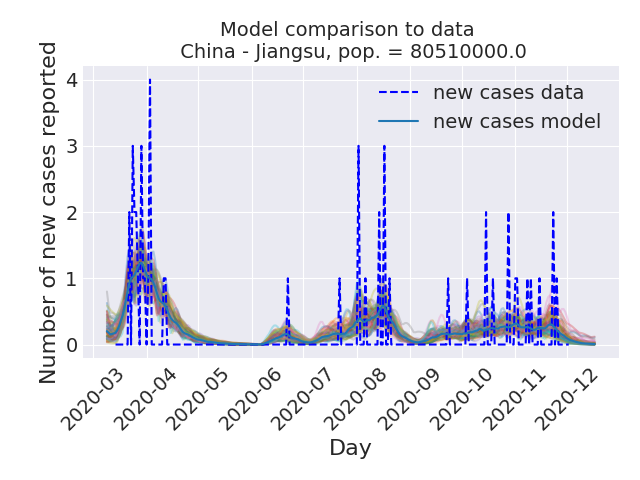 Model comparison to data
China - Jiangsu, pop. = 80510000.0
Number of new cases reported
4
3
2
1
0
new cases data
new cases model
2020-03
2020-04
2020-05
2020-06
2020-07
2020-08
2020-09
2020-10
2020-11
2020-12
Day